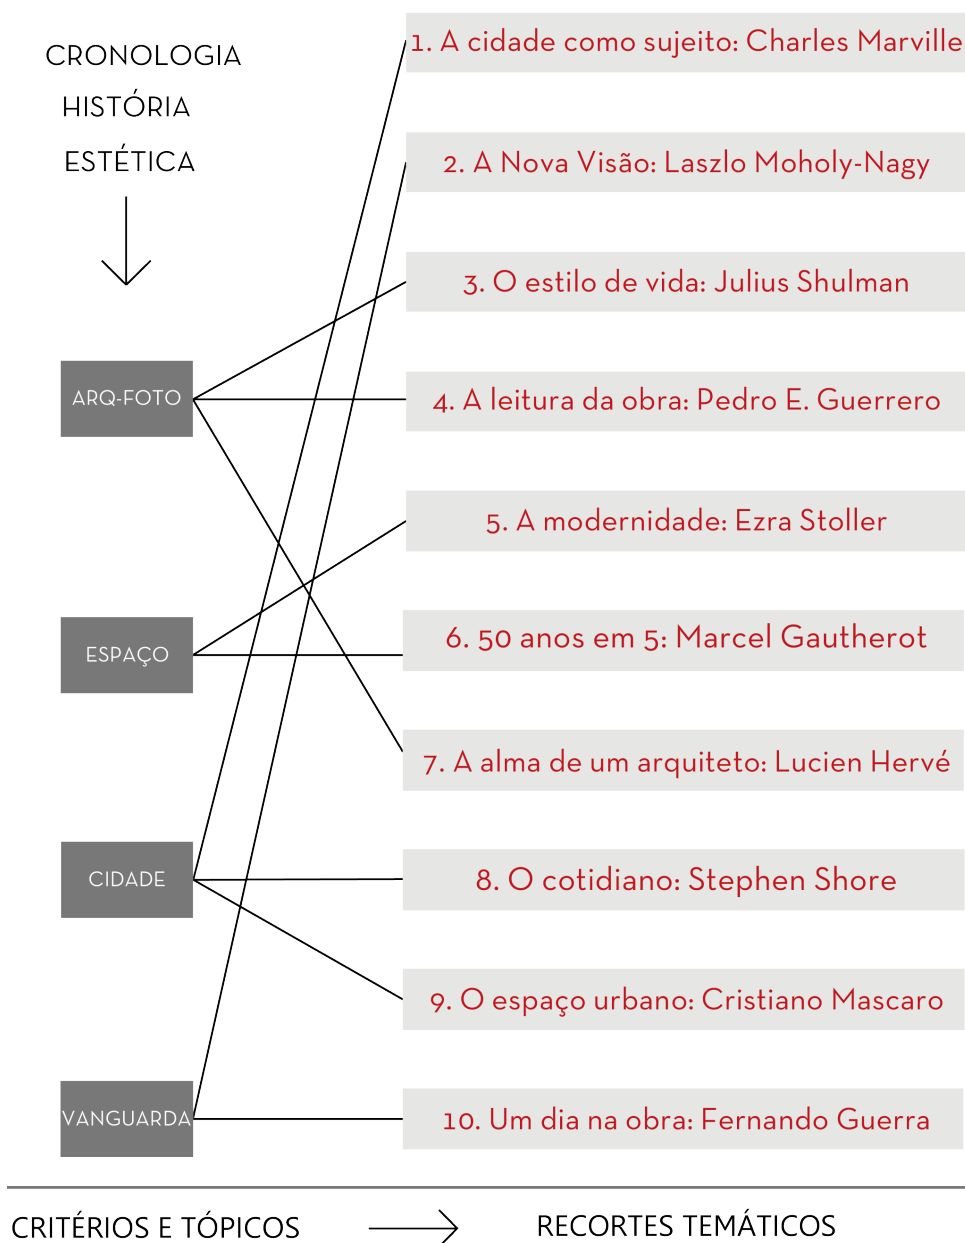 CRONOLOGIA
HISTÓRIA
ESTÉTICA
ARQ-FOTO
ESPAÇO
CIDADE
VANGUARDA
1. A cidade como sujeito: Charles Marville
2. A Nova Visão: Laszlo Moholy-Nagy
3. O estilo de vida: Julius Shulman
4. A leitura da obra: Pedro E. Guerrero
5. A modernidade: Ezra Stoller
6. 50 anos em 5: Marcel Gautherot
7. A alma de um arquiteto: Lucien Hervé
8. O cotidiano: Stephen Shore
9. O espaço urbano: Cristiano Mascaro
10. Um dia na obra: Fernando Guerra
CRITÉRIOS E TÓPICOS
RECORTES TEMÁTICOS